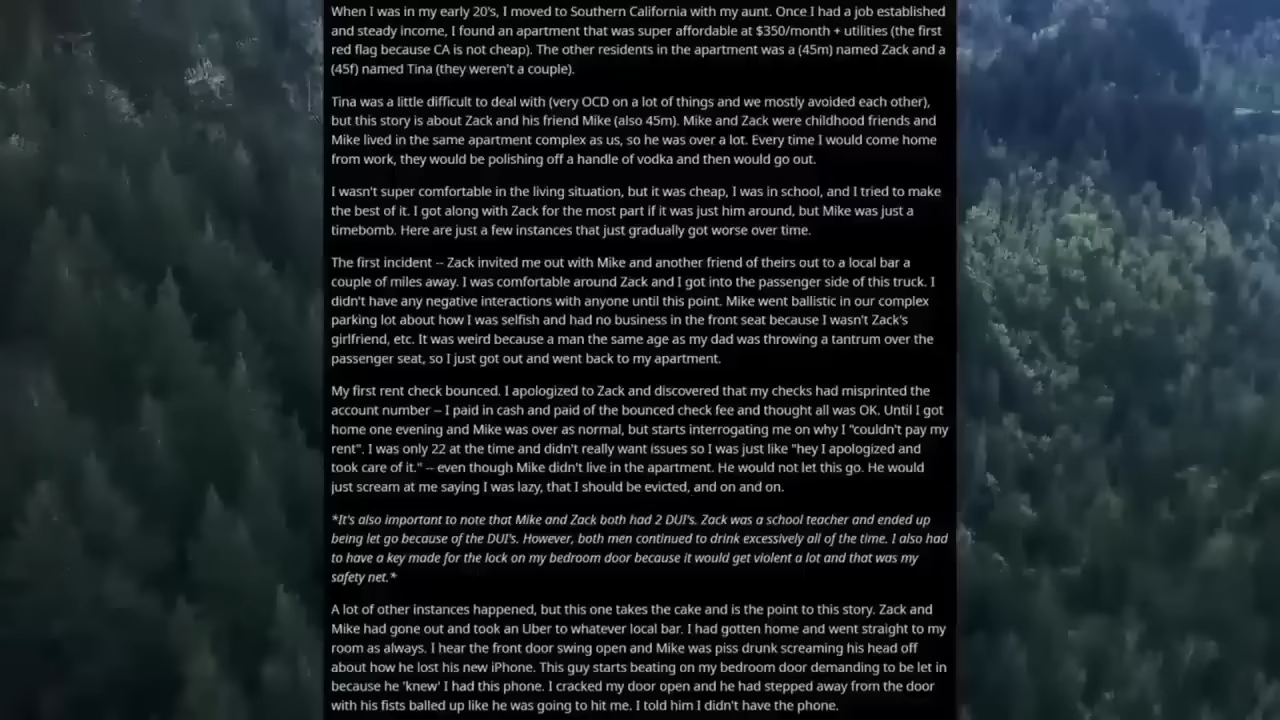 When I was in my early 20's, I moved to Southern California with my aunt. Once I had a job established
and steady income, I found an apartment that was super affordable at $350/month + utilities (the first
red flag because CA is not cheap). The other residents in the apartment was a (45m) named Zack and a
(45f) named Tina (they weren't a couple).
Tina was a little difficult to deal with (very OCD on a lot of things and we mostly avoided each other),
but this story is about Zack and his friend Mike (also 45m). Mike and Zack were childhood friends and
Mike lived in the same apartment complex as us, so he was over a lot. Every time I would come home
from work, they would be polishing off a handle of vodka and then would go out.
I wasn't super comfortable in the living situation, but it was cheap, I was in school, and I tried to make
the best of it. I got along with Zack for the most part if it was just him around, but Mike was just a
timebomb. Here are just a few instances that just gradually got worse over time.
The first incident -- Zack invited me out with Mike and another friend of theirs out to a local bar a
couple of miles away. I was comfortable around Zack and I got into the passenger side of this truck. I
didn't have any negative interactions with anyone until this point. Mike went ballistic in our complex
parking lot about how I was selfish and had no business in the front seat because I wasn't Zack's
girlfriend, etc. It was weird because a man the same age as my dad was throwing a tantrum over the
passenger seat, so I just got out and went back to my apartment.
My first rent check bounced. I apologized to Zack and discovered that my checks had misprinted the
account number – I paid in cash and paid of the bounced check fee and thought all was OK. Until I got
home one evening and Mike was over as normal, but starts interrogating me on why I "couldn't pay my
rent". I was only 22 at the time and didn't really want issues so I was just like "hey I apologized and
took care of it." -- even though Mike didn't live in the apartment. He would not let this go. He would
just scream at me saying I was lazy, that I should be evicted, and on and on.
*It's also important to note that Mike and Zack both had 2 DUI's. Zack was a school teacher and ended up
being let go because of the DUI's. However, both men continued to drink excessively all of the time. I also had
to have a key made for the lock on my bedroom door because it would get violent a lot and that was my
safety net.*
A lot of other instances happened, but this one takes the cake and is the point to this story. Zack and
Mike had gone out and took an Uber to whatever local bar. I had gotten home and went straight to my
room as always. I hear the front door swing open and Mike was piss drunk screaming his head off
about how he lost his new iPhone. This guy starts beating on my bedroom door demanding to be let in
because he 'knew' I had this phone. I cracked my door open and he had stepped away from the door
with his fists balled up like he was going to hit me. I told him I didn't have the phone.